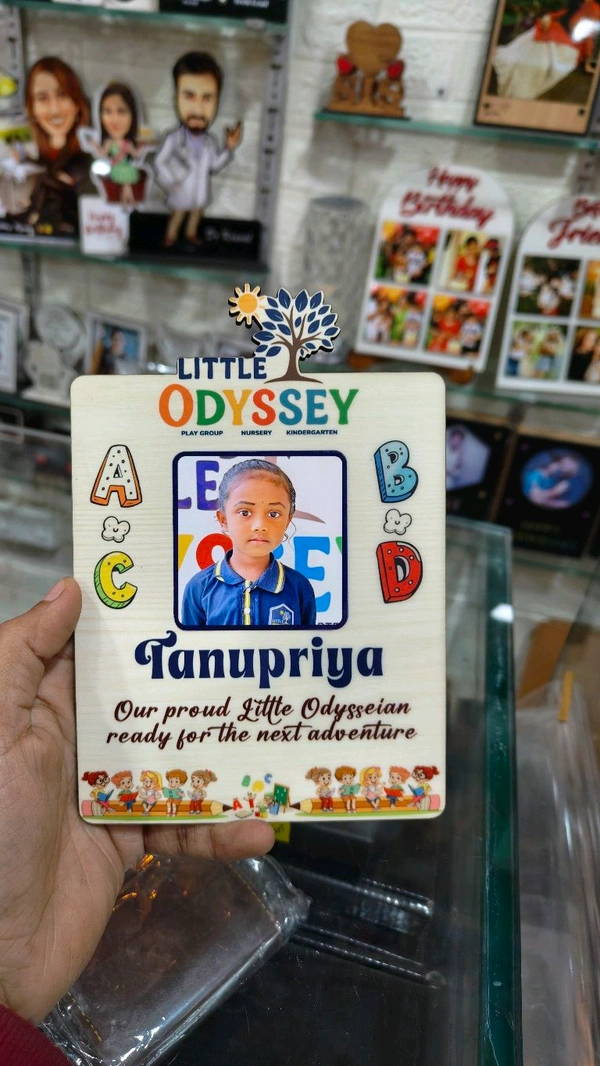 Happy
Birthday
LITTLE
ODYSSEY
PLAY GROUP NURSERY KINDERGARTEN
A
B
C
D
Tanupriya
Our proud Little Odysseian
ready for the next adventure